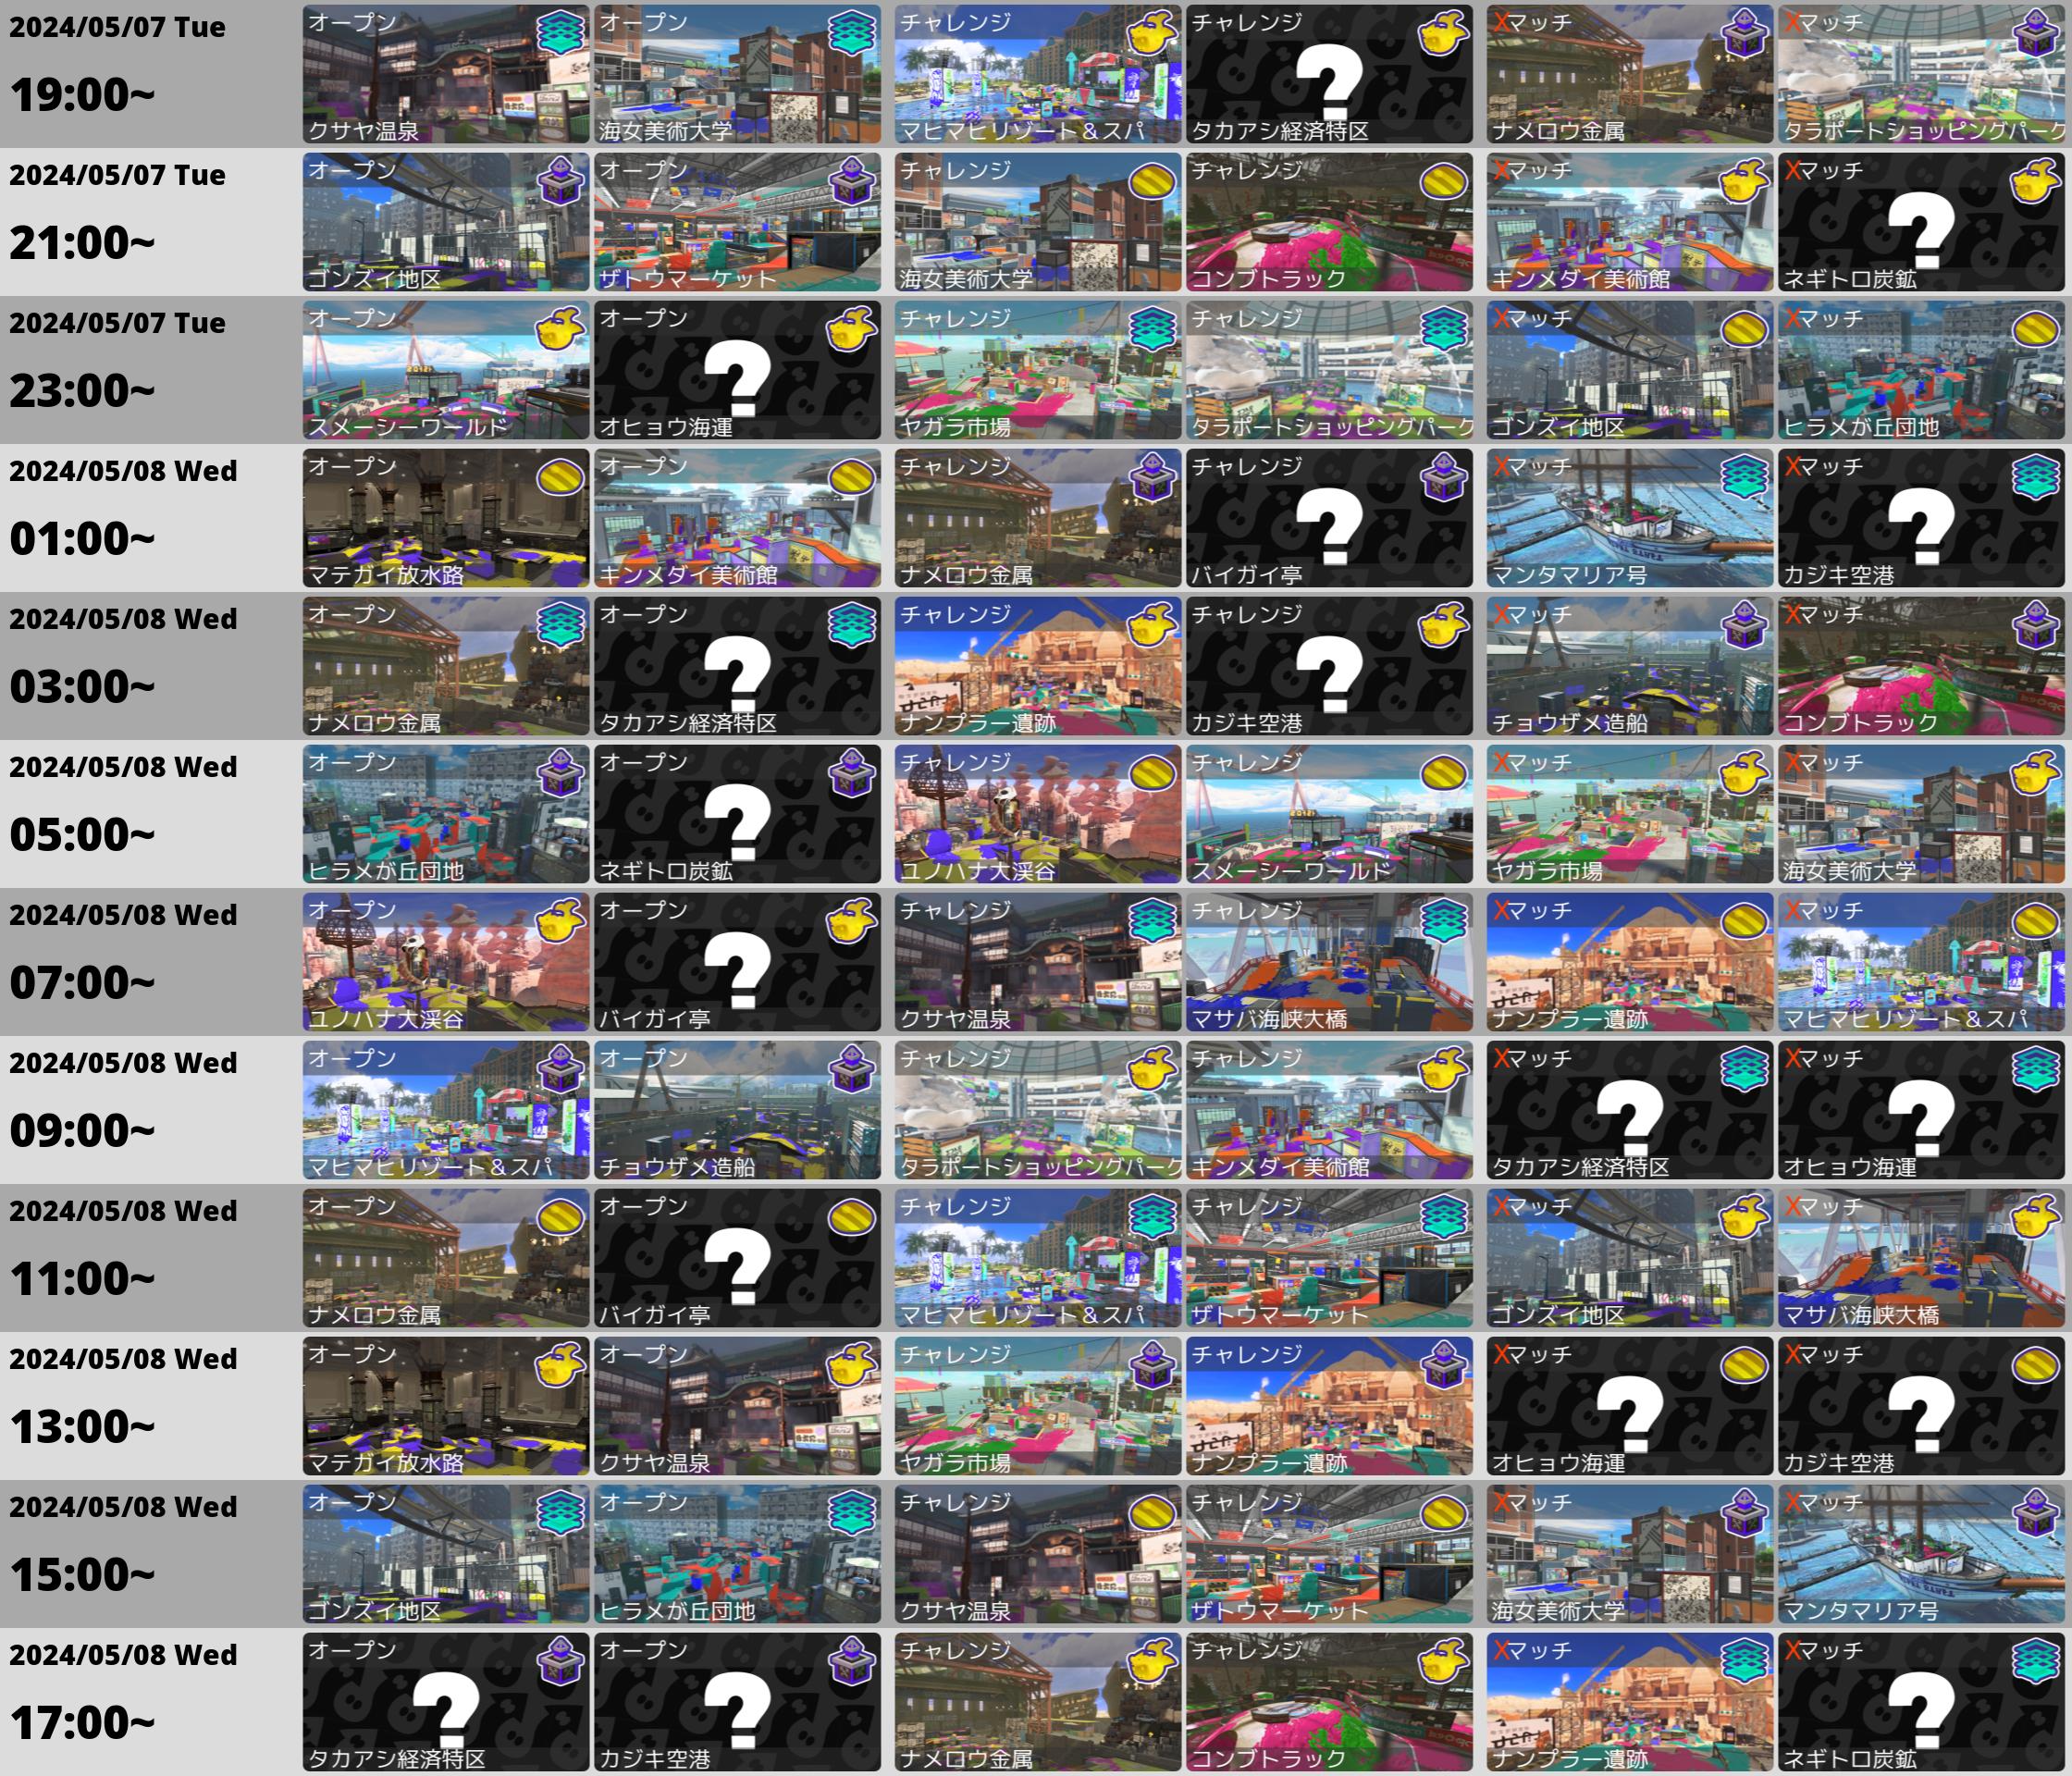 2024/05/07 Tue
19:00~
オープン
クサヤ温泉
オープン
海女美術大学
チャレンジ
マヒマヒリゾート＆スパ
チャレンジ
タカアシ経済特区
Xマッチ
ナメロウ金属
Xマッチ
タラポートショッピングパーク
2024/05/07 Tue
21:00~
オープン
ゴンズイ地区
オープン
ザトウマーケット
チャレンジ
海女美術大学
チャレンジ
コンブトラック
Xマッチ
キンメダイ美術館
Xマッチ
ネギトロ炭鉱
2024/05/07 Tue
23:00~
オープン
スメーシーワールド
オープン
オヒョウ海運
チャレンジ
ヤガラ市場
チャレンジ
タラポートショッピングパーク
Xマッチ
ゴンズイ地区
Xマッチ
ヒラメが丘団地
2024/05/08 Wed
01:00~
オープン
マテガイ放水路
オープン
キンメダイ美術館
チャレンジ
ナメロウ金属
チャレンジ
バイガイ亭
Xマッチ
マンタマリア号
Xマッチ
カジキ空港
2024/05/08 Wed
03:00~
オープン
ナメロウ金属
オープン
タカアシ経済特区
チャレンジ
ナンプラー遺跡
チャレンジ
カジキ空港
Xマッチ
チョウザメ造船
Xマッチ
コンブトラック
2024/05/08 Wed
05:00~
オープン
ヒラメが丘団地
オープン
ネギトロ炭鉱
チャレンジ
ユノハナ大渓谷
チャレンジ
スメーシーワールド
Xマッチ
ヤガラ市場
Xマッチ
海女美術大学
2024/05/08 Wed
07:00~
オープン
ユノハナ大渓谷
オープン
バイガイ亭
チャレンジ
クサヤ温泉
チャレンジ
マサバ海峡大橋
Xマッチ
ナンプラー遺跡
Xマッチ
マヒマヒリゾート＆スパ
2024/05/08 Wed
09:00~
オープン
マヒマヒリゾート＆スパ
オープン
チョウザメ造船
チャレンジ
タラポートショッピングパーク
チャレンジ
キンメダイ美術館
Xマッチ
タカアシ経済特区
Xマッチ
オヒョウ海運
2024/05/08 Wed
11:00~
オープン
ナメロウ金属
オープン
バイガイ亭
チャレンジ
マヒマヒリゾート＆スパ
チャレンジ
ザトウマーケット
Xマッチ
ゴンズイ地区
Xマッチ
マサバ海峡大橋
2024/05/08 Wed
13:00~
オープン
マテガイ放水路
オープン
クサヤ温泉
チャレンジ
ヤガラ市場
チャレンジ
ナンプラー遺跡
Xマッチ
オヒョウ海運
Xマッチ
カジキ空港
2024/05/08 Wed
15:00~
オープン
ゴンズイ地区
オープン
ヒラメが丘団地
チャレンジ
クサヤ温泉
チャレンジ
ザトウマーケット
Xマッチ
海女美術大学
Xマッチ
マンタマリア号
2024/05/08 Wed
17:00~
オープン
タカアシ経済特区
オープン
カジキ空港
チャレンジ
ナメロウ金属
チャレンジ
コンブトラック
Xマッチ
ナンプラー遺跡
Xマッチ
ネギトロ炭鉱